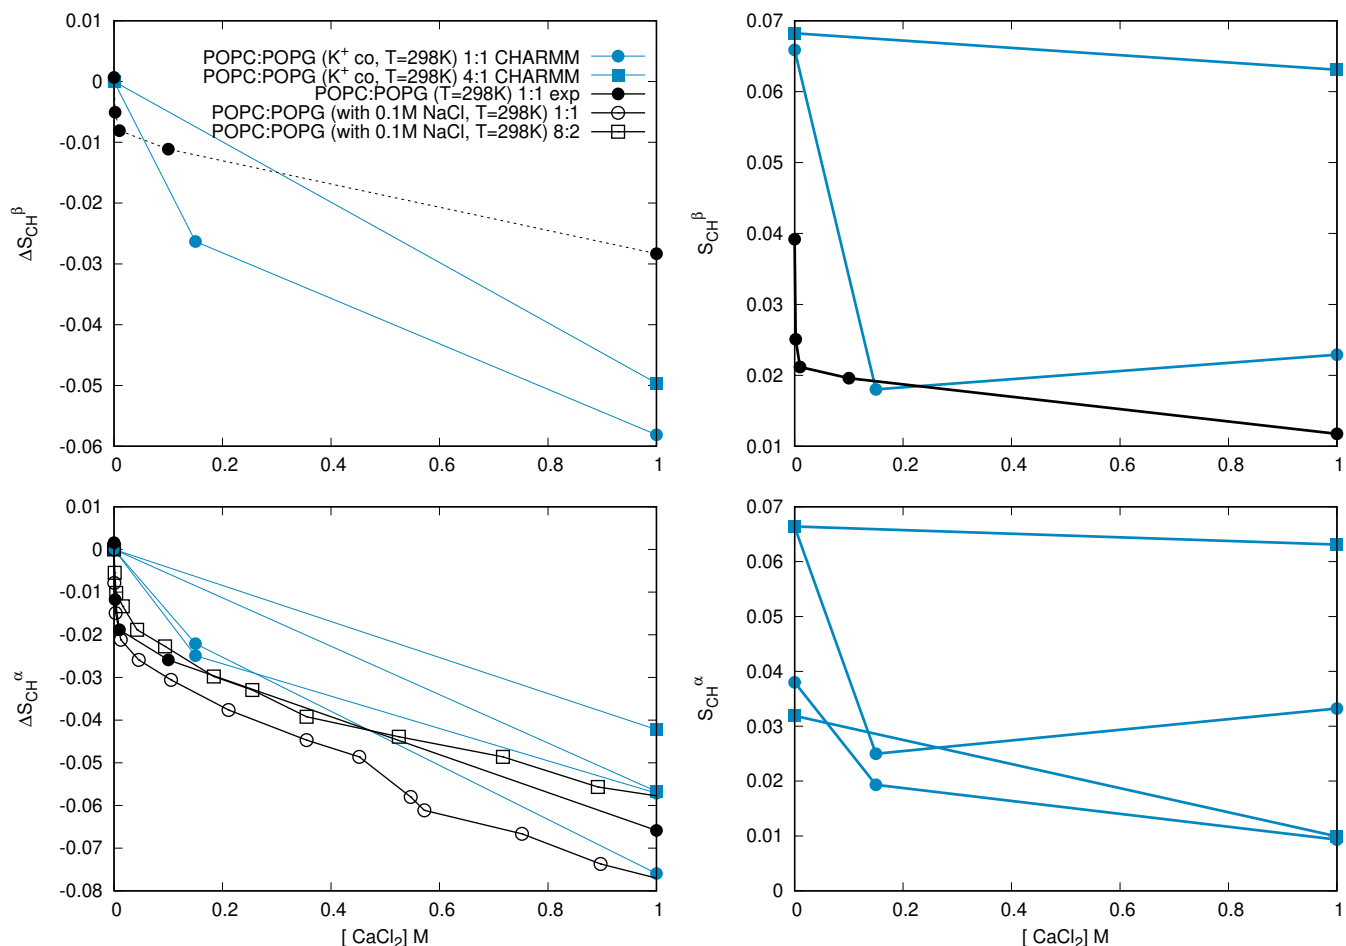 0.01
0
-0.01
-0.02
-0.03
-0.04
-0.05
-0.06
0 0.2 0.4 0.6 0.8 1
ΔS_CH^β
POPC:POPG (K⁺ co, T=298K) 1:1 CHARMM
POPC:POPG (K⁺ co, T=298K) 4:1 CHARMM
POPC:POPG (T=298K) 1:1 exp
POPC:POPG (with 0.1M NaCl, T=298K) 1:1
POPC:POPG (with 0.1M NaCl, T=298K) 8:2
0.07
0.06
0.05
0.04
0.03
0.02
0.01
0 0.2 0.4 0.6 0.8 1
S_CH^β
0.01
0
-0.01
-0.02
-0.03
-0.04
-0.05
-0.06
-0.07
-0.08
0 0.2 0.4 0.6 0.8 1
ΔS_CH^α
[ CaCl₂] M
0.07
0.06
0.05
0.04
0.03
0.02
0.01
0
0 0.2 0.4 0.6 0.8 1
S_CH^α
[ CaCl₂] M